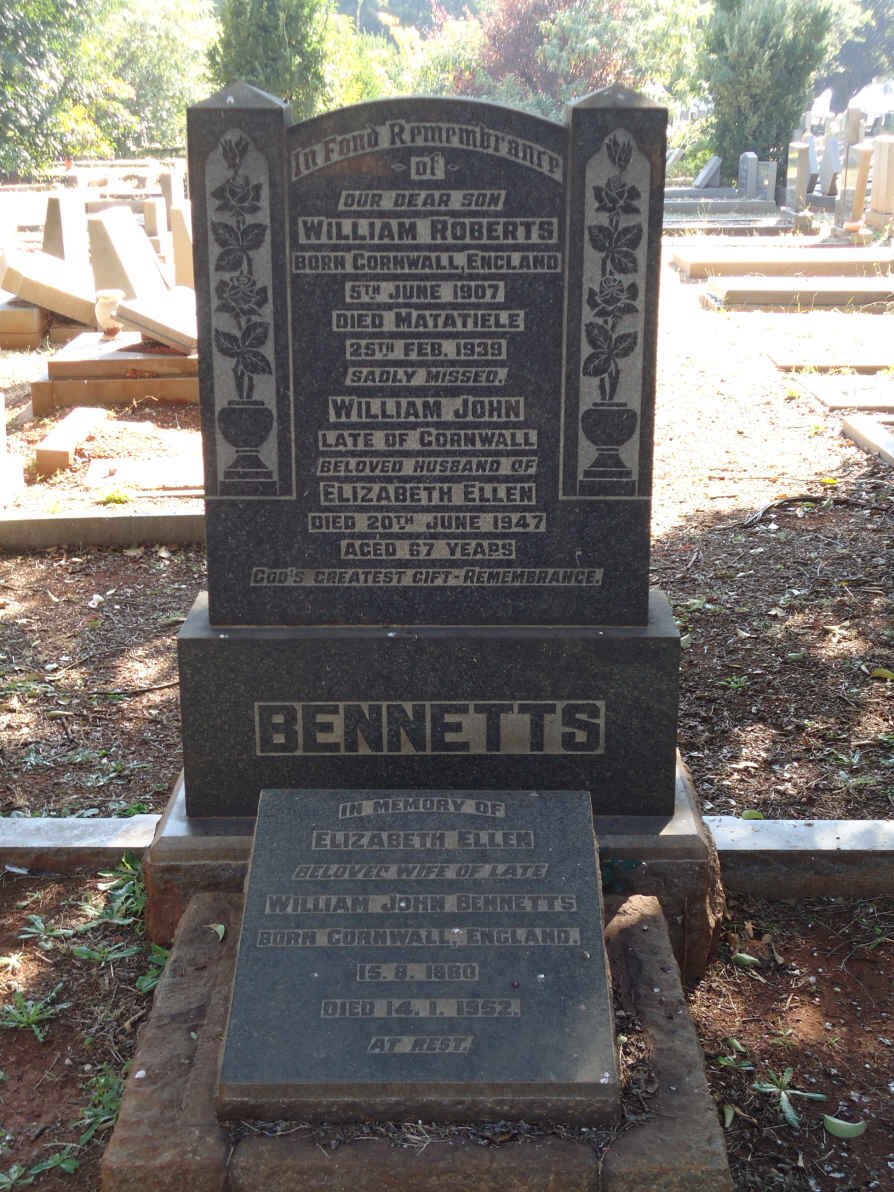 In Fond Remembrance
of
OUR DEAR SON
WILLIAM ROBERTS
BORN CORNWALL, ENGLAND
5TH JUNE 1907
DIED MATATIELE
25TH FEB. 1939
SADLY MISSED.
WILLIAM JOHN
LATE OF CORNWALL
BELOVED HUSBAND OF
ELIZABETH ELLEN
DIED 20TH JUNE 1947
AGED 67 YEARS
GOD'S GREATEST GIFT-REMEMBRANCE.
BENNETTS
IN MEMORY OF
ELIZABETH ELLEN
BELOVED WIFE OF LATE
WILLIAM JOHN BENNETTS
BORN CORNWALL, ENGLAND.
15.8.1880
DIED 14.1.1952.
AT REST.